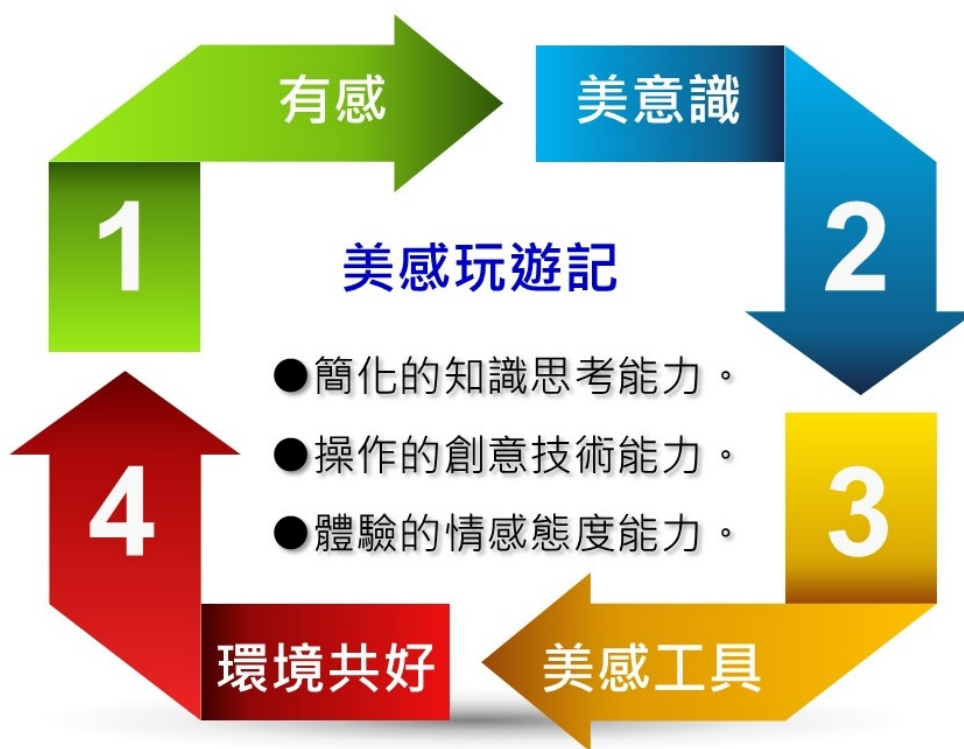 有感
美意識
1
2
美感玩遊記
●簡化的知識思考能力。
●操作的創意技術能力。
●體驗的情感態度能力。
4
3
環境共好
美感工具